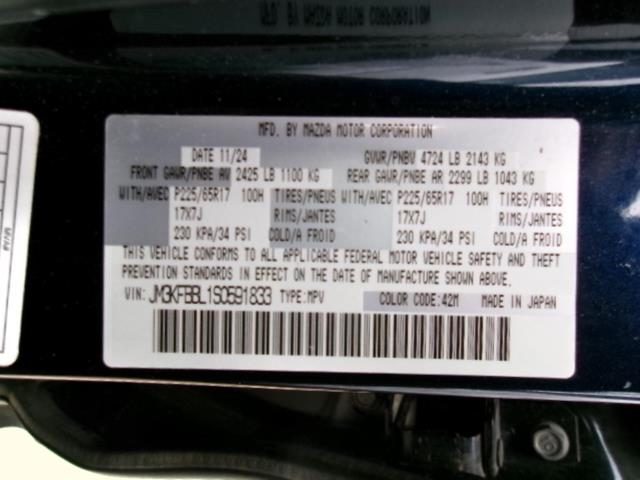 MFD. BY MAZDA MOTOR CORPORATION
DATE 11/24 GVWR/PNBV 4724 LB 2143 KG
FRONT GAWR/PNBE AV 2425 LB 1100 KG REAR GAWR/PNBE AR 2299 LB 1043 KG
WITH/AVEC P225/65R17 100H TIRES/PNEUS WITH/AVEC P225/65R17 100H TIRES/PNEUS
17X7J RIMS/JANTES 17X7J RIMS/JANTES
230 KPA/34 PSI COLD/A FROID 230 KPA/34 PSI COLD/A FROID
THIS VEHICLE CONFORMS TO ALL APPLICABLE FEDERAL MOTOR VEHICLE SAFETY AND THEFT
PREVENTION STANDARDS IN EFFECT ON THE DATE OF MANUFACTURE SHOWN ABOVE.
VIN: JM3KFBBL1S0591833 TYPE:MPV COLOR CODE:42M MADE IN JAPAN